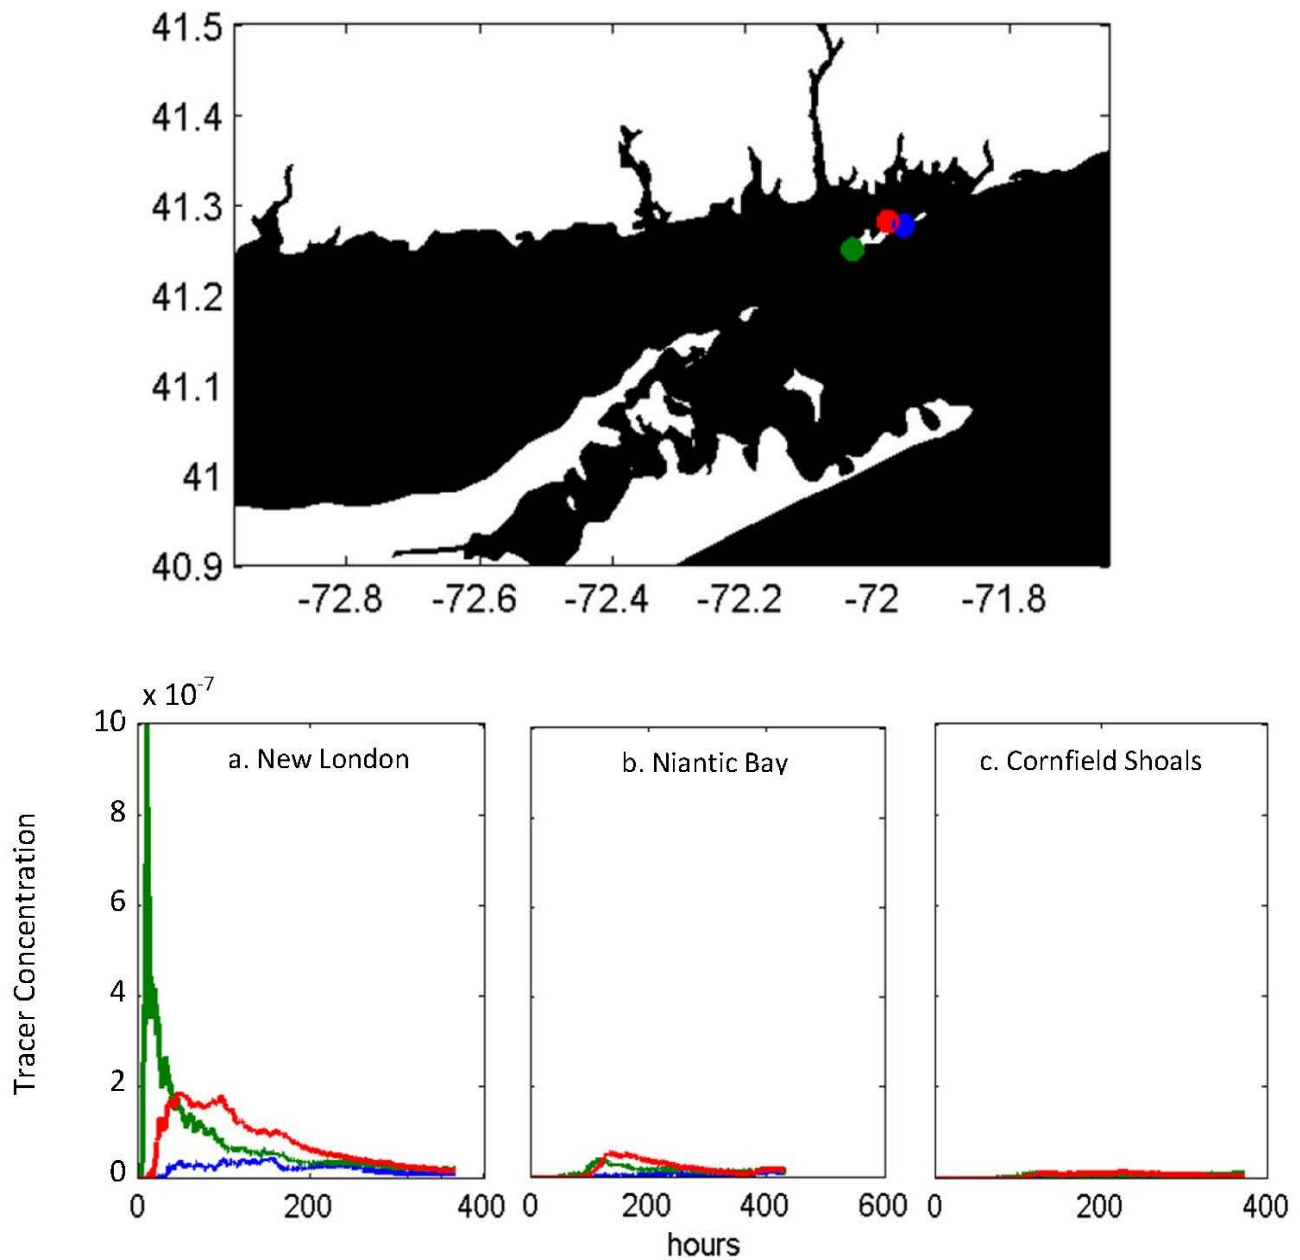 41.5
41.4
41.3
41.2
41.1
41
40.9
-72.8 -72.6 -72.4 -72.2 -72 -71.8
x 10-7
10
8
6
4
2
0
Tracer Concentration
a. New London
b. Niantic Bay
c. Cornfield Shoals
0 200 400
0 200 400 600
0 200 400
hours